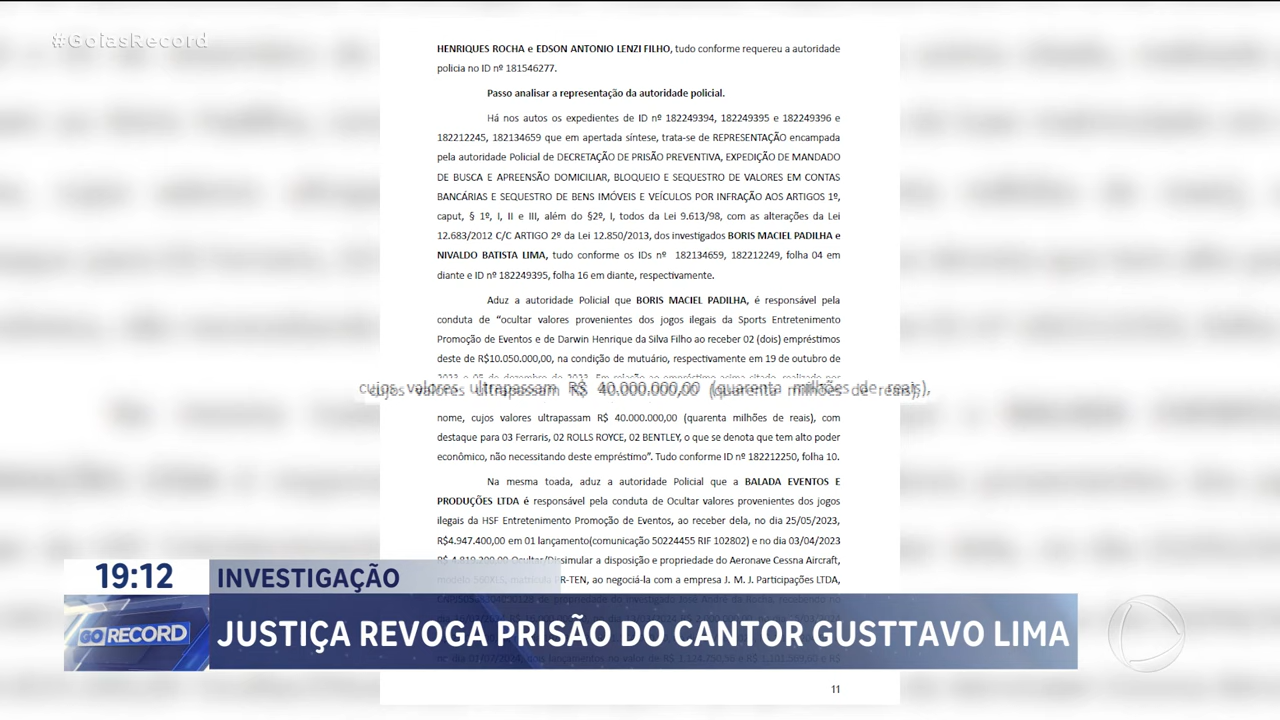 #GoiásRecord
HENRIQUES ROCHA e EDSON ANTONIO LENZI FILHO, tudo conforme requereu a autoridade
policia no ID nº 181546277.
Passo analisar a representação da autoridade policial.
Há nos autos os expedientes de ID nº 182249394, 182249395 e 182249396 e
182212245, 182134659 que em apertada síntese, trata-se de REPRESENTAÇÃO encampada
pela autoridade Policial de DECRETAÇÃO DE PRISÃO PREVENTIVA, EXPEDIÇÃO DE MANDADO
DE BUSCA E APREENSÃO DOMICILIAR, BLOQUEIO E SEQUESTRO DE VALORES EM CONTAS
BANCÁRIAS E SEQUESTRO DE BENS IMÓVEIS E VEÍCULOS POR INFRAÇÃO AOS ARTIGOS 1º,
caput, § 1º, I, II e III, além do §2º, I, todos da Lei 9.613/98, com as alterações da Lei
12.683/2012 C/C ARTIGO 2º da Lei 12.850/2013, dos investigados BORIS MACIEL PADILHA e
NIVALDO BATISTA LIMA, tudo conforme os IDs nº 182134659, 182212249, folha 04 em
diante e ID nº 182249395, folha 16 em diante, respectivamente.
Aduz a autoridade Policial que BORIS MACIEL PADILHA, é responsável pela
conduta de “ocultar valores provenientes dos jogos ilegais da Sports Entretenimento
Promoção de Eventos e de Darwin Henrique da Silva Filho ao receber 02 (dois) empréstimos
deste de R$10.050.000,00, na condição de mutuário, respectivamente em 19 de outubro de
cujos valores ultrapassam R$ 40.000.000,00 (quarenta milhões de reais),
cujos valores ultrapassam R$ 40.000.000,00 (quarenta milhões de reais),
nome, cujos valores ultrapassam R$ 40.000.000,00 (quarenta milhões de reais), com
destaque para 03 Ferraris, 02 ROLLS ROYCE, 02 BENTLEY, o que se denota que tem alto poder
econômico, não necessitando deste empréstimo”. Tudo conforme ID nº 182212250, folha 10.
Na mesma toada, aduz a autoridade Policial que a BALADA EVENTOS E
PRODUÇÕES LTDA é responsável pela conduta de Ocultar valores provenientes dos jogos
ilegais da HSF Entretenimento Promoção de Eventos, ao receber dela, no dia 25/05/2023,
R$4.947.400,00 em 01 lançamento(comunicação 50224455 RIF 102802) e no dia 03/04/2023
Ocultar/Dissimular a disposição e propriedade do Aeronave Cessna Aircraft,
PR-TEN, ao negociá-la com a empresa J. M. J. Participações LTDA,
19:12
INVESTIGAÇÃO
GO RECORD
JUSTIÇA REVOGA PRISÃO DO CANTOR GUSTTAVO LIMA
11